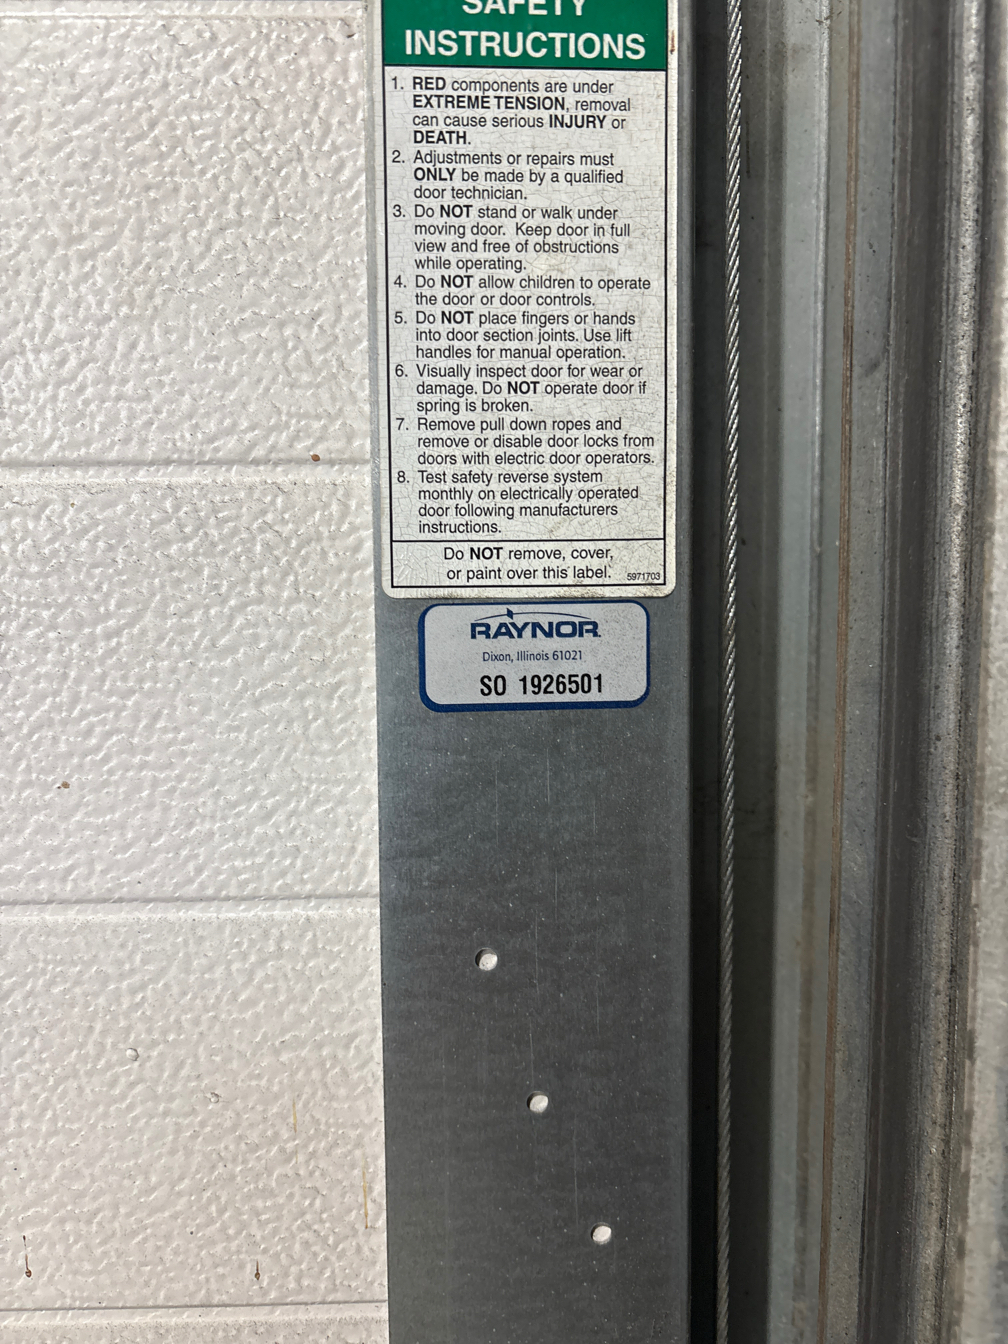 SAFETY
INSTRUCTIONS
1. RED components are under
EXTREME TENSION, removal
can cause serious INJURY or
DEATH.
2. Adjustments or repairs must
ONLY be made by a qualified
door technician.
3. Do NOT stand or walk under
moving door. Keep door in full
view and free of obstructions
while operating.
4. Do NOT allow children to operate
the door or door controls.
5. Do NOT place fingers or hands
into door section joints. Use lift
handles for manual operation.
6. Visually inspect door for wear or
damage. Do NOT operate door if
spring is broken.
7. Remove pull down ropes and
remove or disable door locks from
doors with electric door operators.
8. Test safety reverse system
monthly on electrically operated
door following manufacturers
instructions.
Do NOT remove, cover,
or paint over this label.
5971703
RAYNOR
Dixon, Illinois 61021
SO 1926501